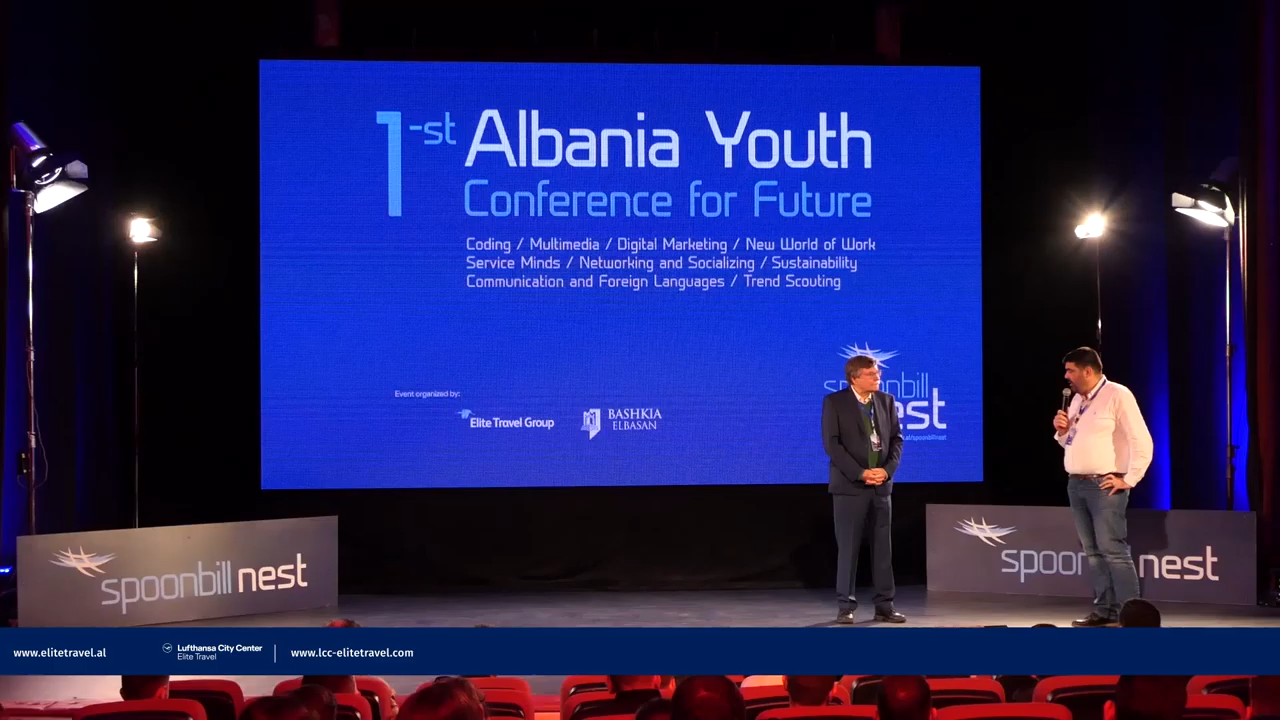 1-st Albania Youth
Conference for Future
Coding / Multimedia / Digital Marketing / New World of Work
Service Minds / Networking and Socializing / Sustainability
Communication and Foreign Languages / Trend Scouting
Event organized by:
Elite Travel Group
BASHKIA
ELBASAN
spoonbill
spoonbill nest
nest
www.elitetravel.al
Lufthansa City Center
Elite Travel
www.lcc-elitetravel.com